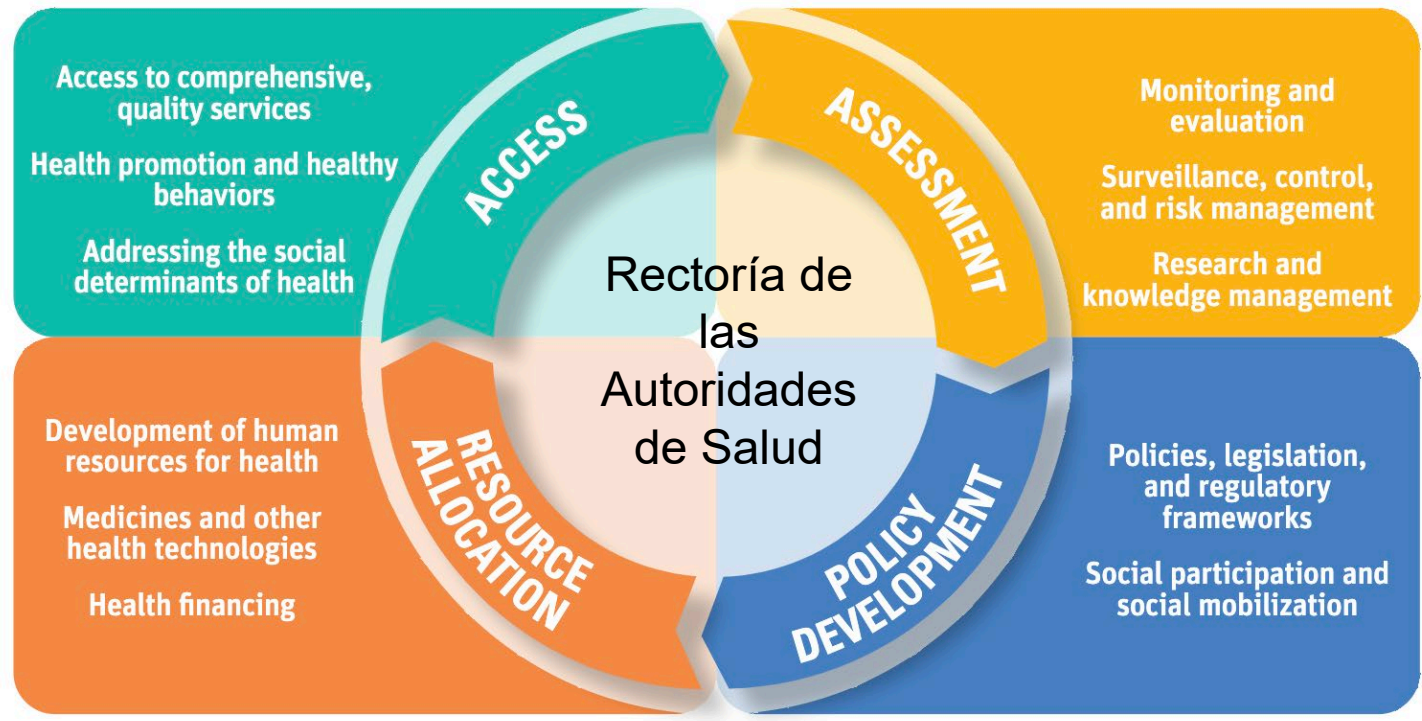 Access to comprehensive,
quality services
Health promotion and healthy
behaviors
Addressing the social
determinants of health
ACCESS
ASSESSMENT
Monitoring and
evaluation
Surveillance, control,
and risk management
Research and
knowledge management
Rectoría de
las
Autoridades
de Salud
Development of human
resources for health
Medicines and other
health technologies
Health financing
RESOURCE
ALLOCATION
POLICY
DEVELOPMENT
Policies, legislation,
and regulatory
frameworks
Social participation and
social mobilization